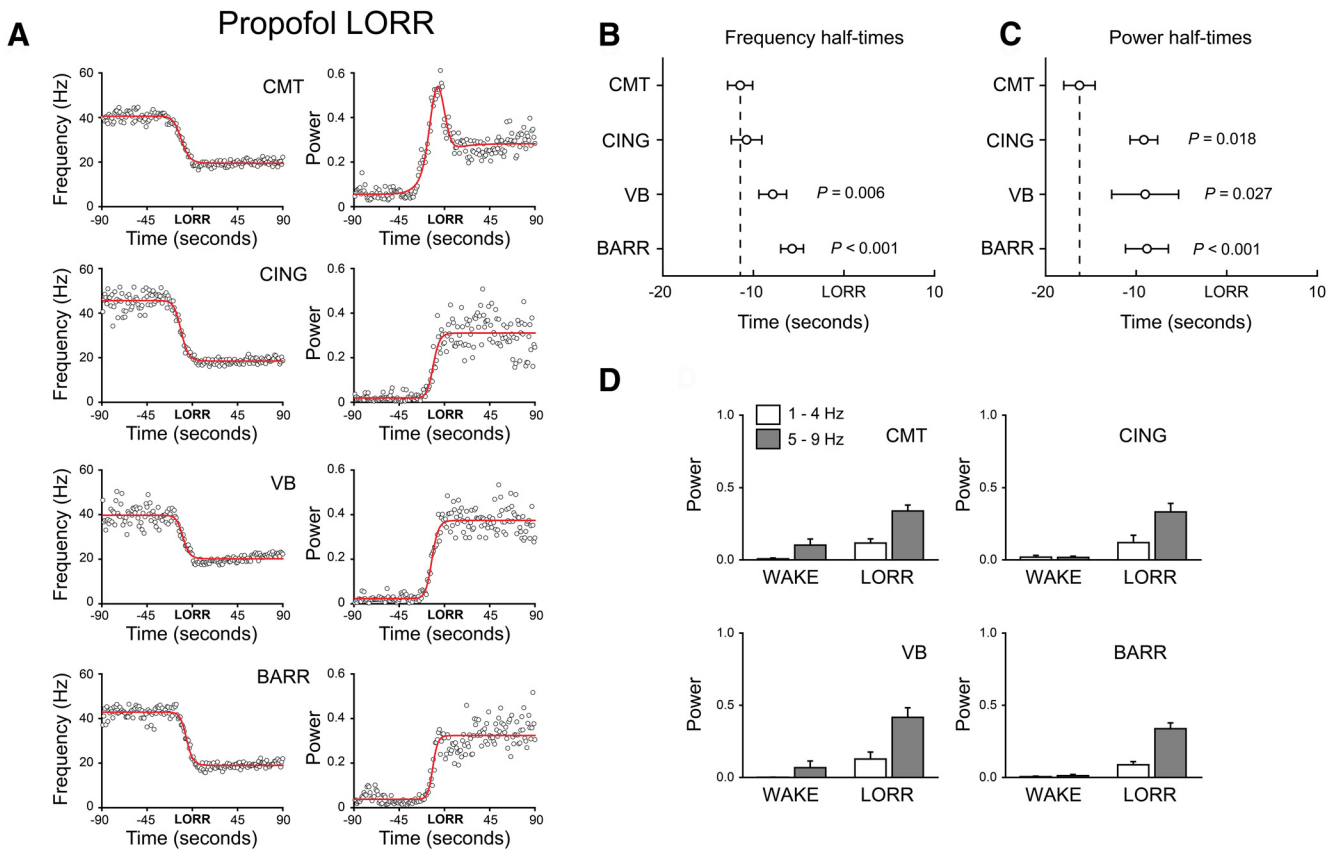 Propofol LORR
A
CMT
Frequency (Hz)
60
40
20
0
-90 -45 LORR 45 90
Time (seconds)
Power
0.6
0.4
0.2
0
-90 -45 LORR 45 90
Time (seconds)
CING
Frequency (Hz)
60
40
20
0
-90 -45 LORR 45 90
Time (seconds)
Power
0.6
0.4
0.2
0
-90 -45 LORR 45 90
Time (seconds)
VB
Frequency (Hz)
60
40
20
0
-90 -45 LORR 45 90
Time (seconds)
Power
0.6
0.4
0.2
0
-90 -45 LORR 45 90
Time (seconds)
BARR
Frequency (Hz)
60
40
20
0
-90 -45 LORR 45 90
Time (seconds)
Power
0.6
0.4
0.2
0
-90 -45 LORR 45 90
Time (seconds)
B
Frequency half-times
CMT
CING
VB
P = 0.006
BARR
P < 0.001
-20 -10 LORR 10
Time (seconds)
C
Power half-times
CMT
CING
P = 0.018
VB
P = 0.027
BARR
P < 0.001
-20 -10 LORR 10
Time (seconds)
D
D
1 - 4 Hz
5 - 9 Hz
CMT
Power
1.0
0.5
0.0
WAKE LORR
CING
Power
1.0
0.5
0.0
WAKE LORR
VB
Power
1.0
0.5
0.0
WAKE LORR
BARR
Power
1.0
0.5
0.0
WAKE LORR